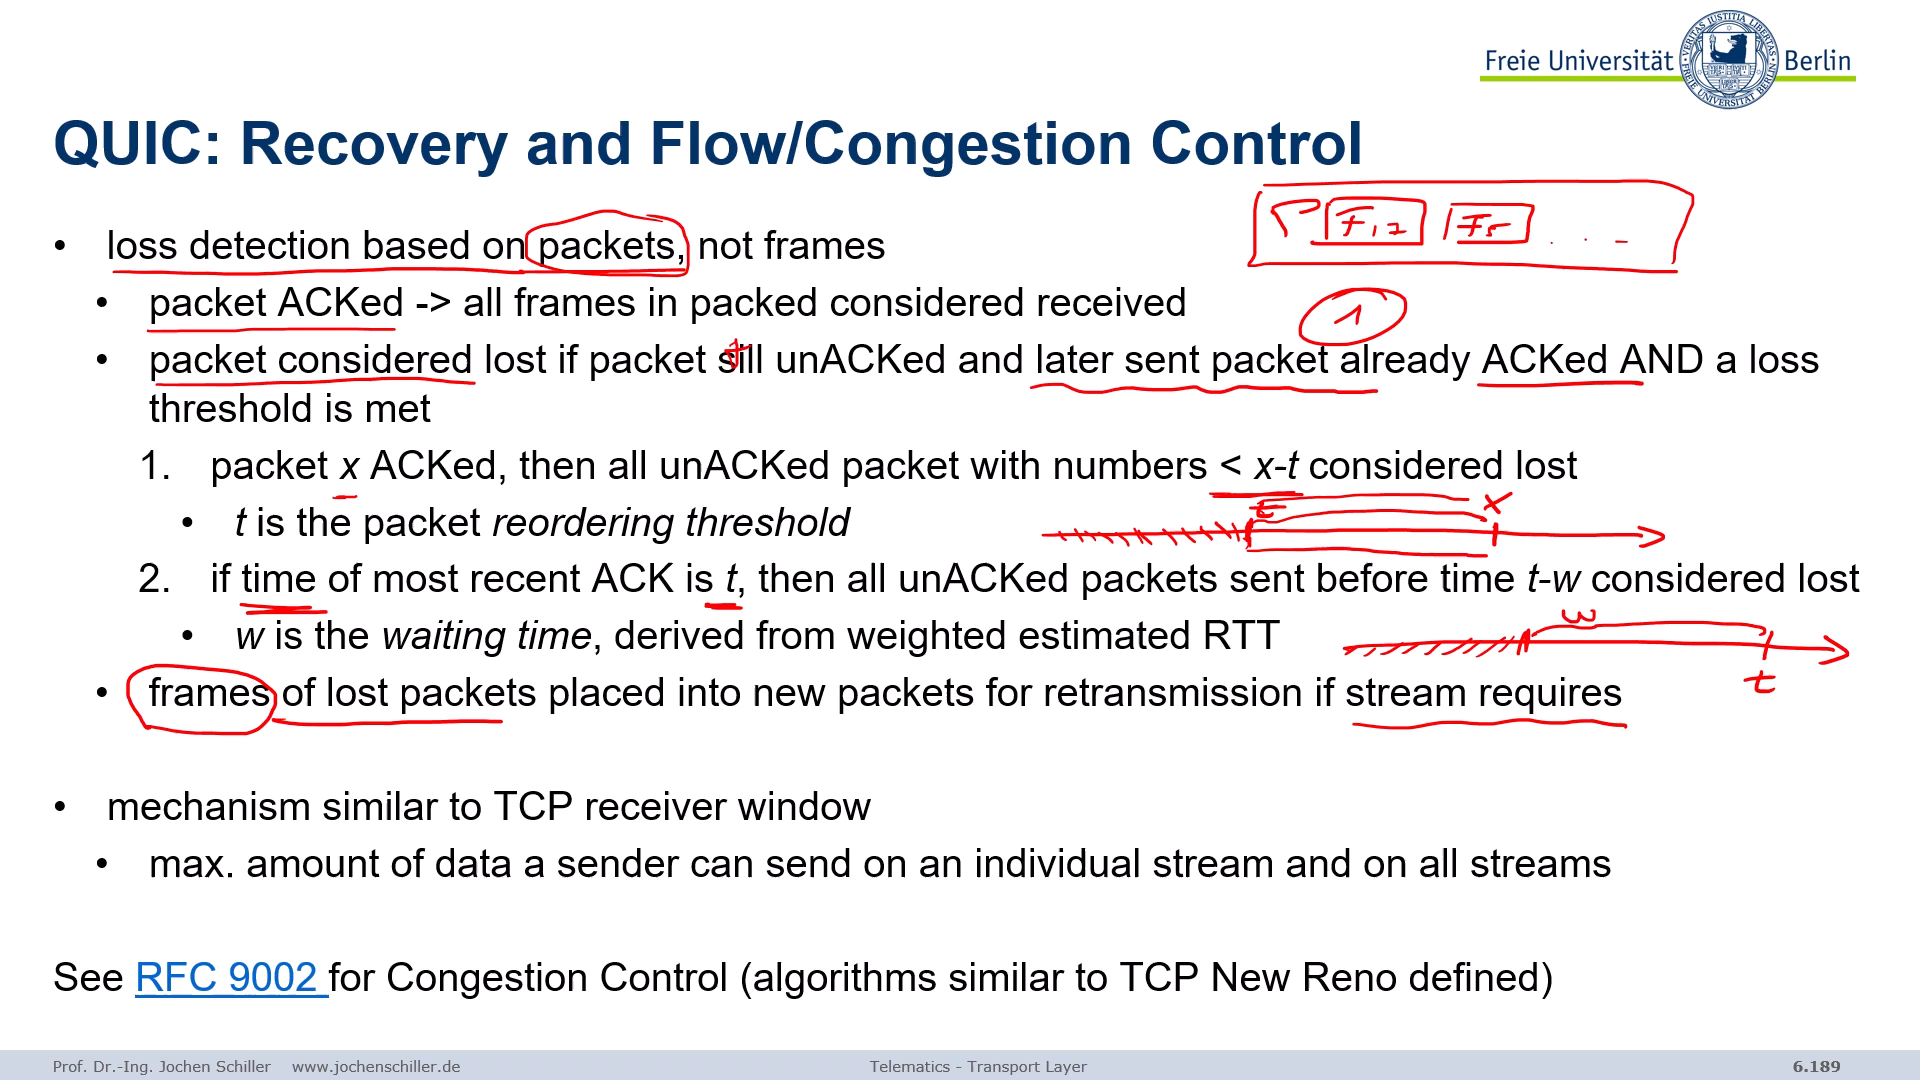 Freie Universität Berlin
QUIC: Recovery and Flow/Congestion Control
• loss detection based on packets, not frames
F12 F5 . . . –
• packet ACKed -> all frames in packed considered received
1
• packet considered lost if packet sill unACKed and later sent packet already ACKed AND a loss
t
threshold is met
1. packet x ACKed, then all unACKed packet with numbers < x-t considered lost
t x
• t is the packet reordering threshold
2. if time of most recent ACK is t, then all unACKed packets sent before time t-w considered lost
w
• w is the waiting time, derived from weighted estimated RTT
t
• frames of lost packets placed into new packets for retransmission if stream requires
• mechanism similar to TCP receiver window
• max. amount of data a sender can send on an individual stream and on all streams
See RFC 9002 for Congestion Control (algorithms similar to TCP New Reno defined)
Prof. Dr.-Ing. Jochen Schiller www.jochenschiller.de Telematics - Transport Layer 6.189